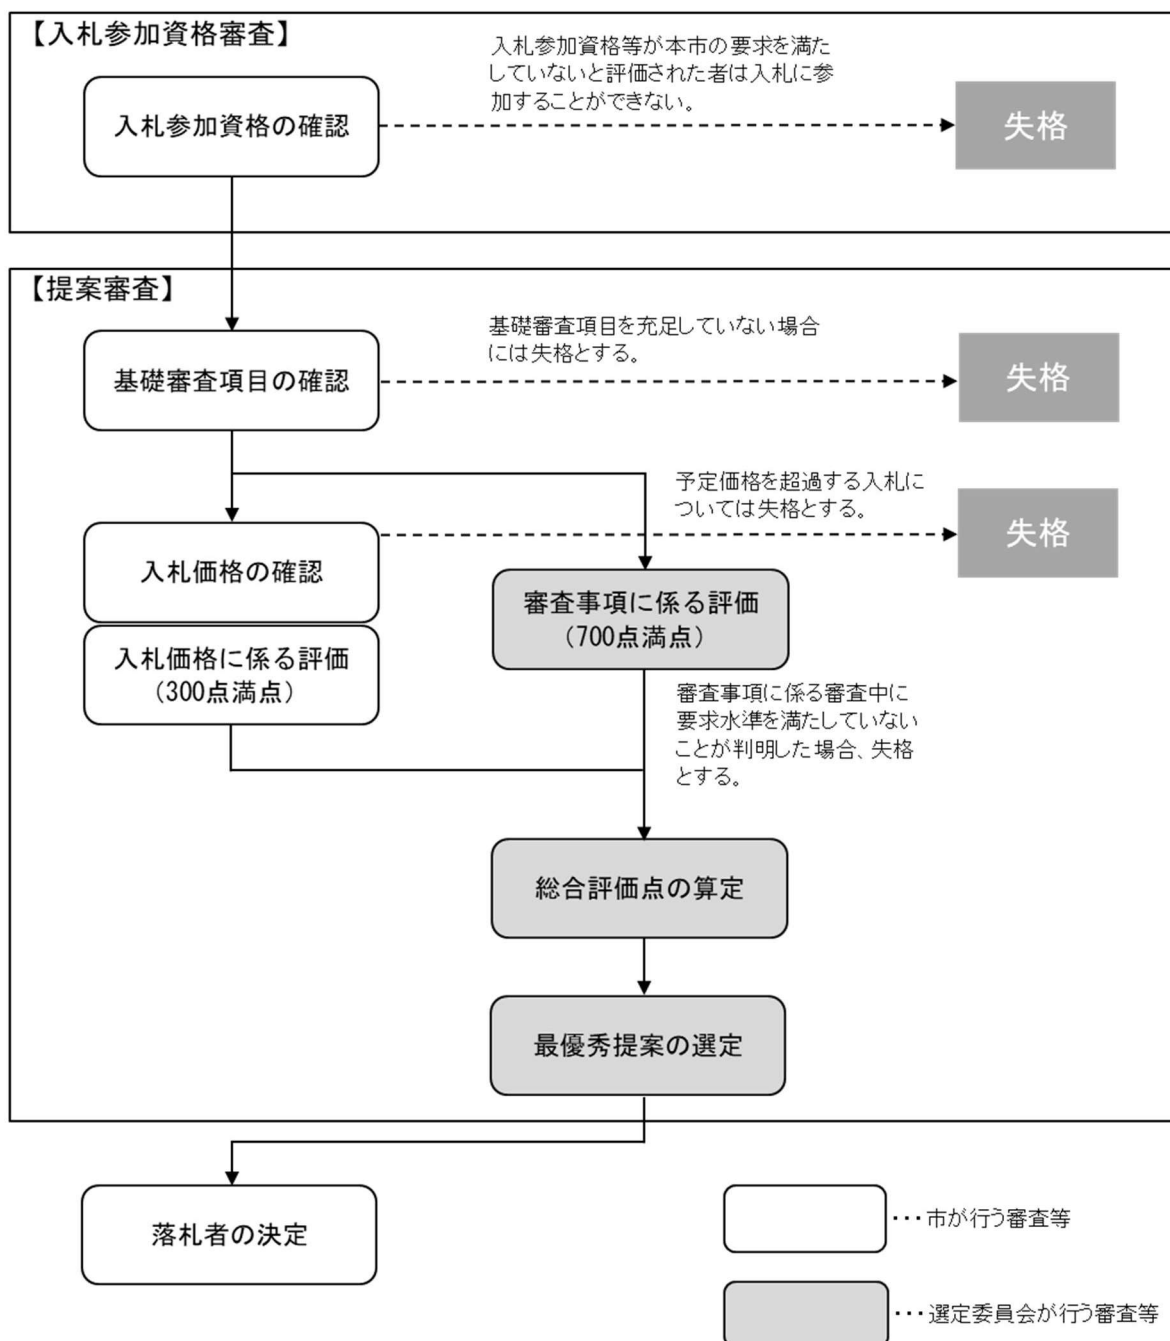 【入札参加資格審査】
入札参加資格等が本市の要求を満た
していないと評価された者は入札に参
加することができない。
入札参加資格の確認
失格
【提案審査】
基礎審査項目を充足していない場合
には失格とする。
基礎審査項目の確認
失格
予定価格を超過する入札に
ついては失格とする。
失格
入札価格の確認
審査事項に係る評価
（700点満点）
入札価格に係る評価
（300点満点）
審査事項に係る審査中に
要求水準を満たしていない
ことが判明した場合、失格
とする。
総合評価点の算定
最優秀提案の選定
落札者の決定
・・・市が行う審査等
・・・選定委員会が行う審査等